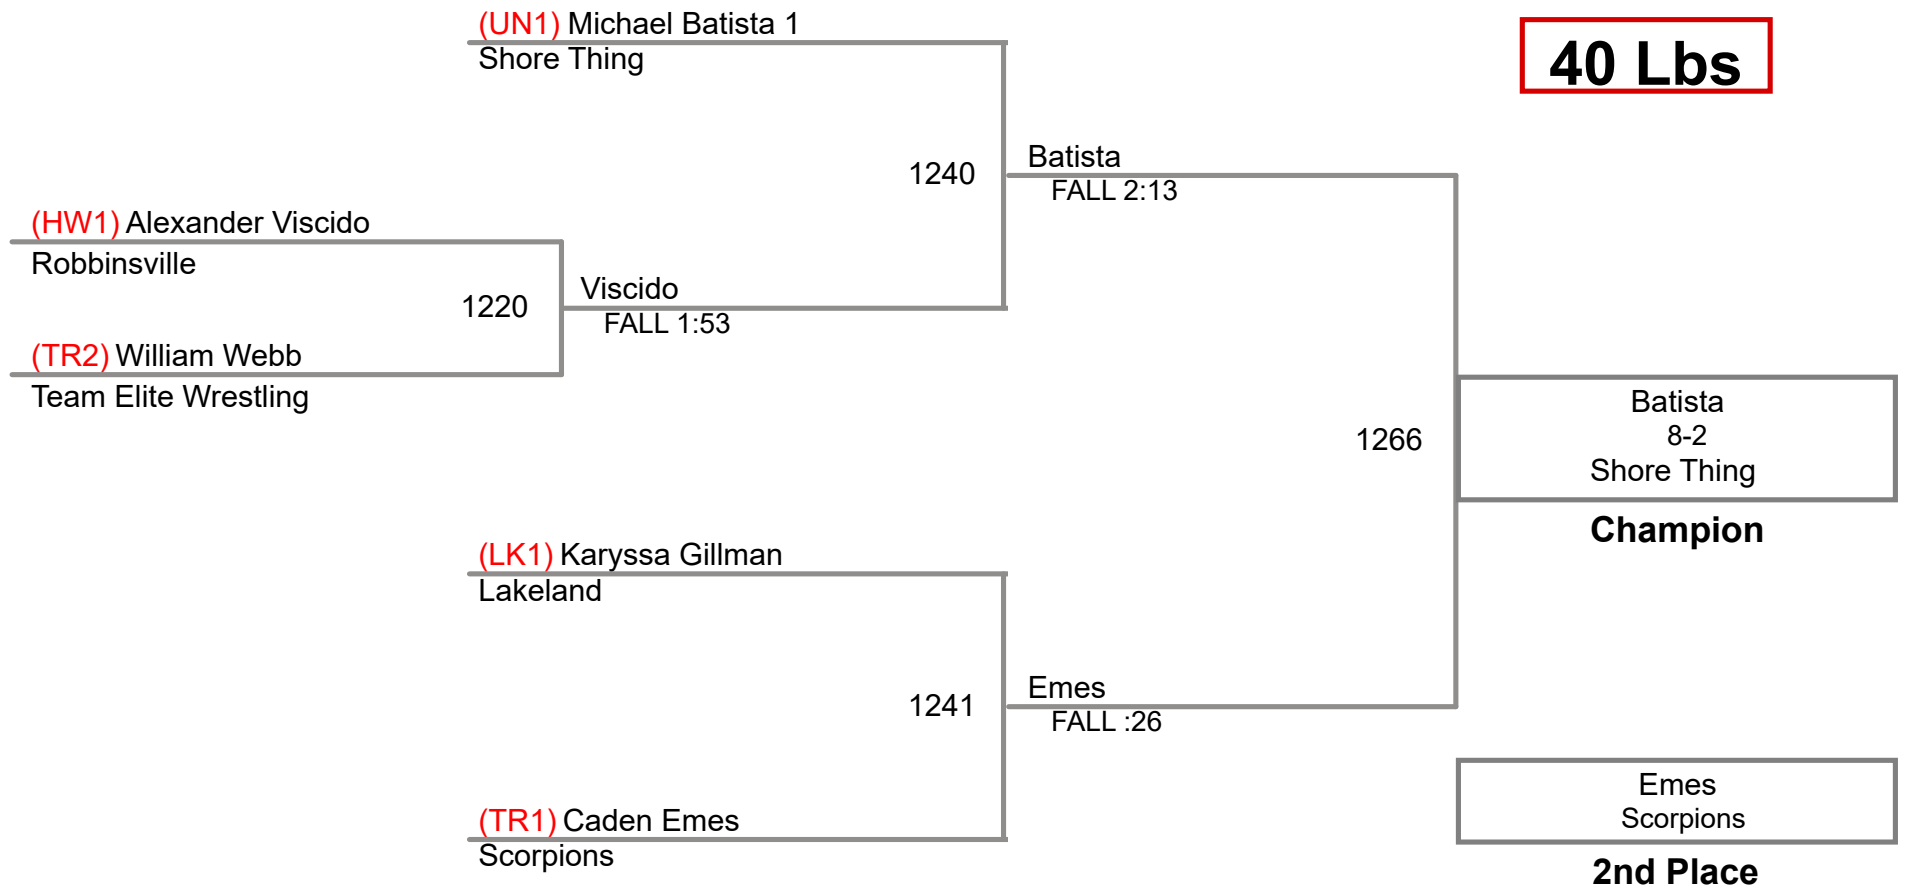 (UN1) Michael Batista 1
Shore Thing
40 Lbs
1240
Batista
FALL 2:13
(HW1) Alexander Viscido
Robbinsville
1220
Viscido
FALL 1:53
(TR2) William Webb
Team Elite Wrestling
1266
Batista
8-2
Shore Thing
Champion
(LK1) Karyssa Gillman
Lakeland
1241
Emes
FALL :26
(TR1) Caden Emes
Scorpions
Emes
Scorpions
2nd Place